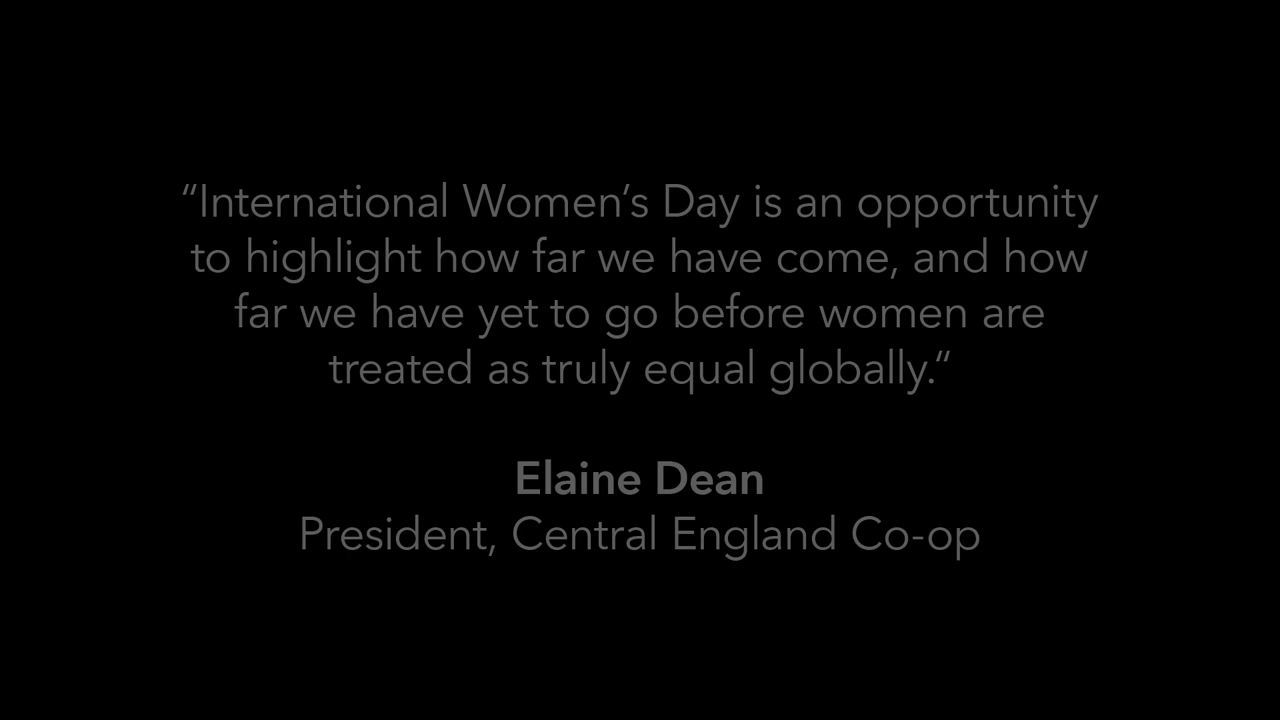 “International Women‘s Day is an opportunity
to highlight how far we have come, and how
far we have yet to go before women are
treated as truly equal globally.“
Elaine Dean
President, Central England Co-op